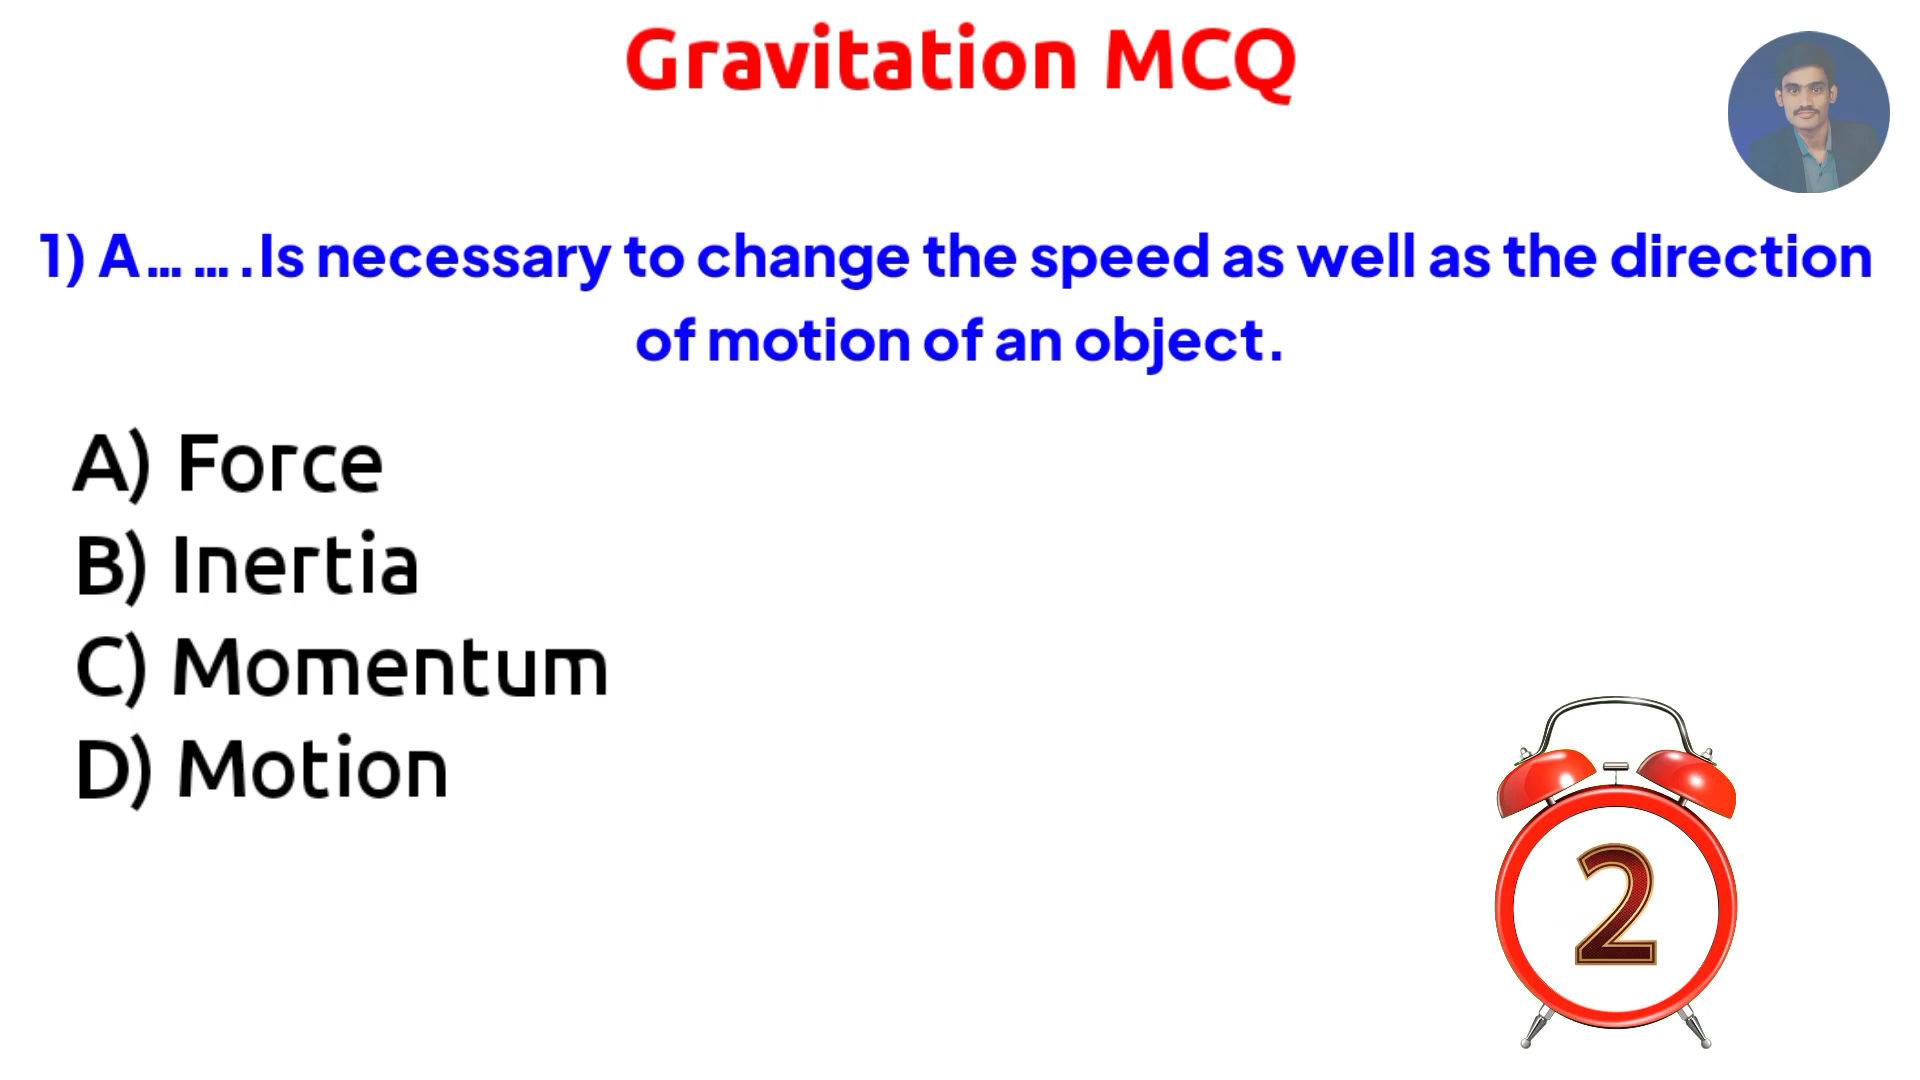 Gravitation MCQ
1) A... ... .Is necessary to change the speed as well as the direction
of motion of an object.
A) Force
B) Inertia
C) Momentum
D) Motion
2